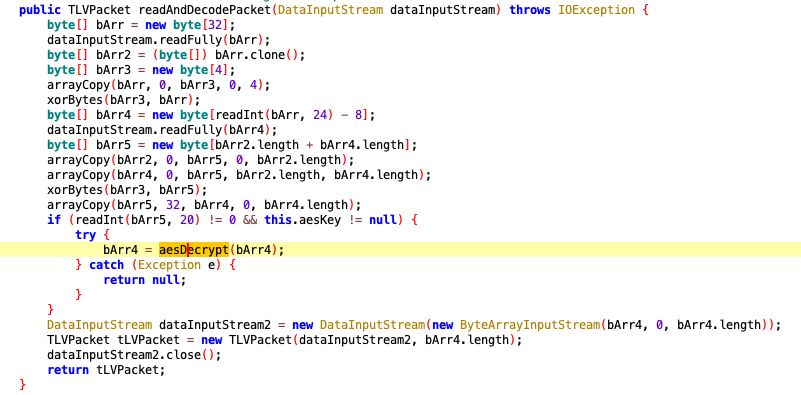 public TLVPacket readAndDecodePacket(DataInputStream dataInputStream) throws IOException {
    byte[] bArr = new byte[32];
    dataInputStream.readFully(bArr);
    byte[] bArr2 = (byte[]) bArr.clone();
    byte[] bArr3 = new byte[4];
    arrayCopy(bArr, 0, bArr3, 0, 4);
    xorBytes(bArr3, bArr);
    byte[] bArr4 = new byte[readInt(bArr, 24) - 8];
    dataInputStream.readFully(bArr4);
    byte[] bArr5 = new byte[bArr2.length + bArr4.length];
    arrayCopy(bArr2, 0, bArr5, 0, bArr2.length);
    arrayCopy(bArr4, 0, bArr5, bArr2.length, bArr4.length);
    xorBytes(bArr3, bArr5);
    arrayCopy(bArr5, 32, bArr4, 0, bArr4.length);
    if (readInt(bArr5, 20) != 0 && this.aesKey != null) {
        try {
            bArr4 = aesDecrypt(bArr4);
        } catch (Exception e) {
            return null;
        }
    }
    DataInputStream dataInputStream2 = new DataInputStream(new ByteArrayInputStream(bArr4, 0, bArr4.length));
    TLVPacket tLVPacket = new TLVPacket(dataInputStream2, bArr4.length);
    dataInputStream2.close();
    return tLVPacket;
}